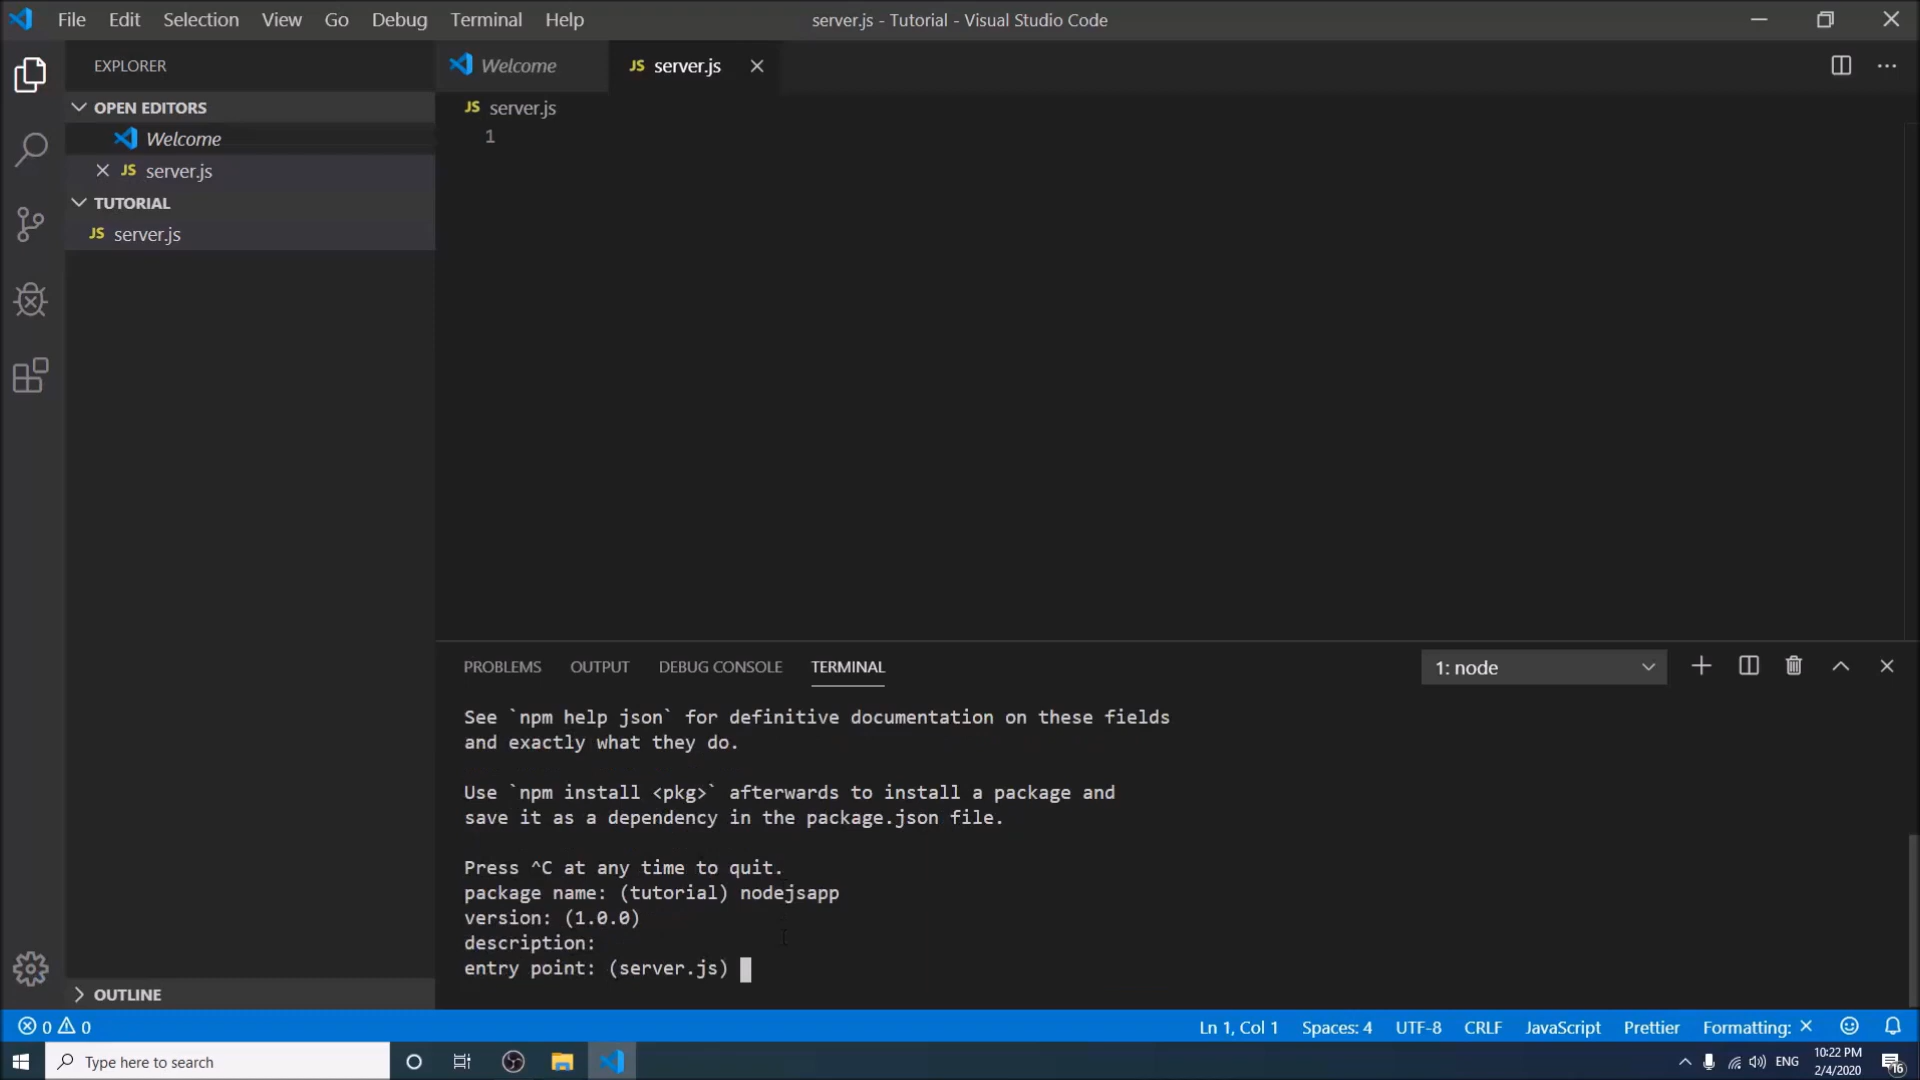 File Edit Selection View Go Debug Terminal Help
server.js - Tutorial - Visual Studio Code
EXPLORER
OPEN EDITORS
Welcome
JS server.js
TUTORIAL
JS server.js
OUTLINE
Welcome
JS server.js
JS server.js
1
PROBLEMS OUTPUT DEBUG CONSOLE TERMINAL
1: node
See `npm help json` for definitive documentation on these fields
and exactly what they do.
Use `npm install <pkg>` afterwards to install a package and
save it as a dependency in the package.json file.
Press ^C at any time to quit.
package name: (tutorial) nodejsapp
version: (1.0.0)
description:
entry point: (server.js)
0 0
Ln 1, Col 1 Spaces: 4 UTF-8 CRLF JavaScript Prettier Formatting: ×
Type here to search
ENG
10:22 PM
2/4/2020
16